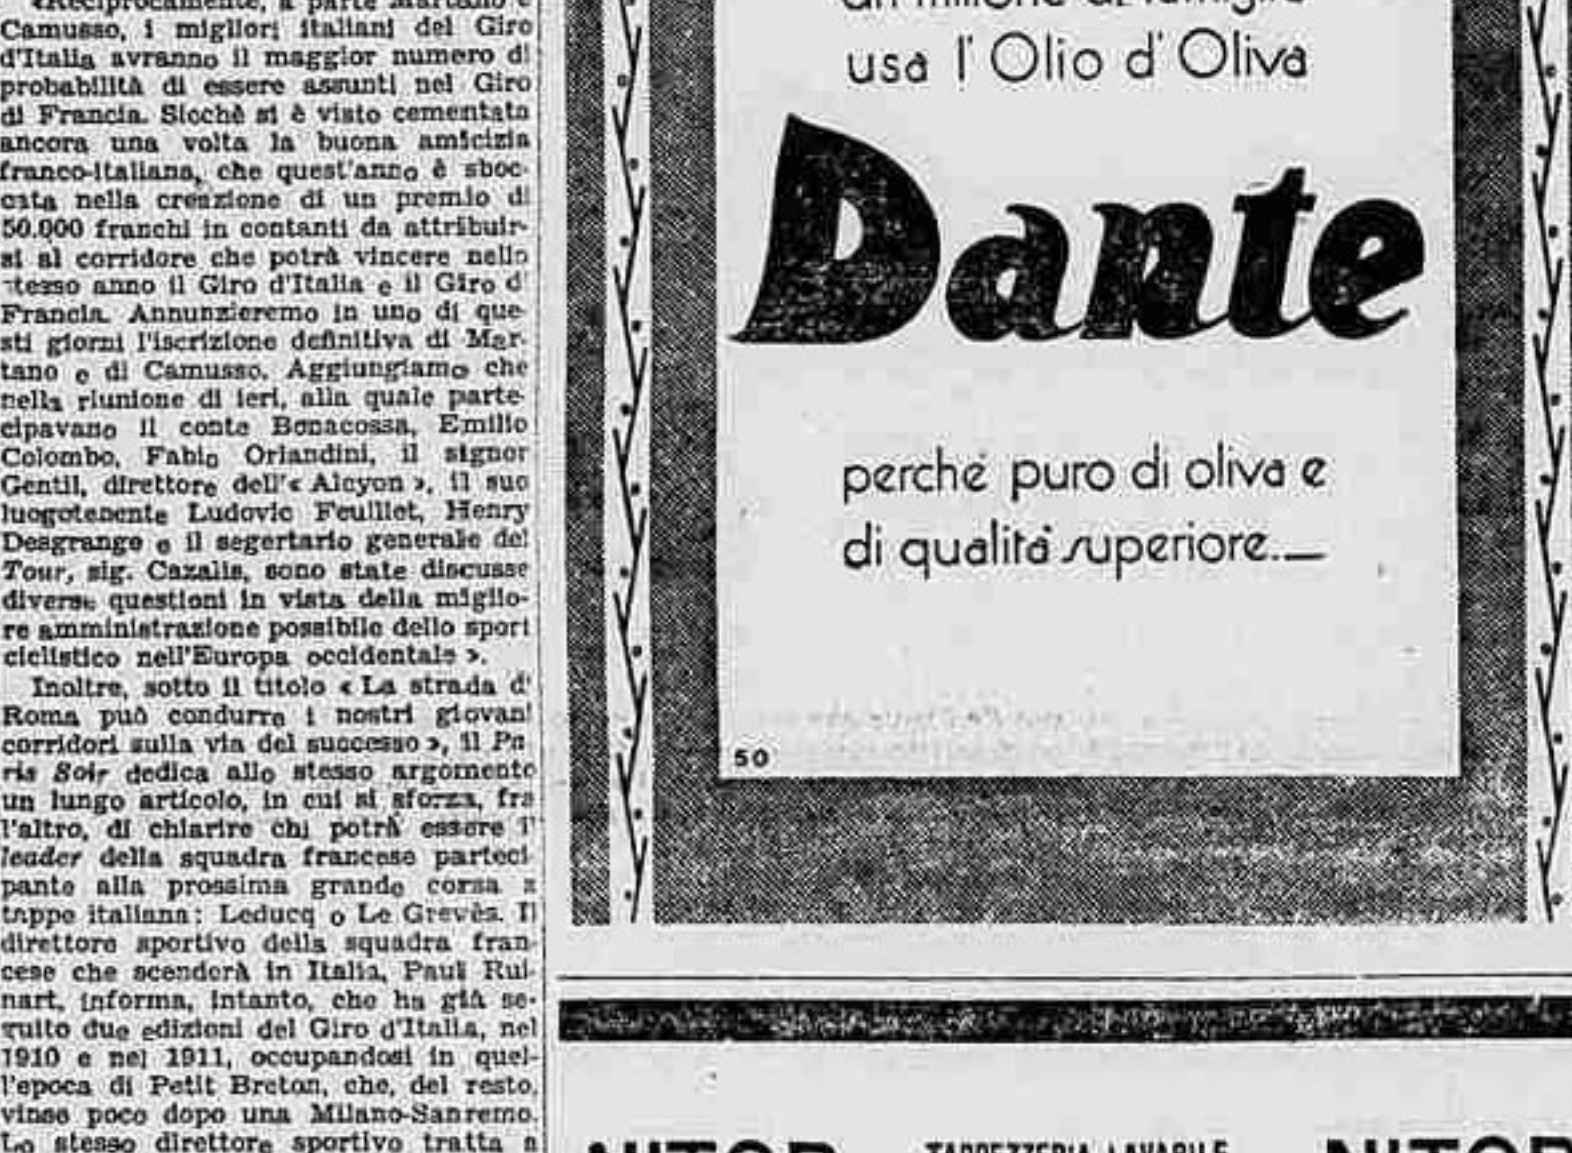 «Reciprocamente, a parte Martano e
Camusso, i migliori italiani del Giro
d'Italia avranno il maggior numero di
probabilità di essere assunti nel Giro
di Francia. Sicchè si è visto cementata
ancora una volta la buona amicizia
franco-italiana, che quest'anno è sboc-
cata nella creazione di un premio di
50.000 franchi in contanti da attribuir-
si al corridore che potrà vincere nello
stesso anno il Giro d'Italia e il Giro d'
Francia. Annunzieremo in uno di que-
sti giorni l'iscrizione definitiva di Mar-
tano e di Camusso. Aggiungiamo che
nella riunione di ieri, alla quale parte-
cipavano il conte Bonacossa, Emilio
Colombo, Fabio Orlandini, il signor
Gentil, direttore dell'« Alcyon », il suo
luogotenente Ludovic Feuillet, Henry
Desgrange e il segertario generale del
Tour, sig. Cazalis, sono state discusse
diverse questioni in vista della miglio-
re amministrazione possibile dello sport
ciclistico nell'Europa occidentale ».
Inoltre, sotto il titolo « La strada d'
Roma può condurre i nostri giovani
corridori sulla via del successo », il Pa
ris Soir dedica allo stesso argomento
un lungo articolo, in cui si sforza, fra
l'altro, di chiarire chi potrà essere l'
leader della squadra francese parteci
pante alla prossima grande corsa a
tappe italiana: Leducq o Le Grevès. Il
direttore sportivo della squadra fran-
cese che scenderà in Italia, Paul Rui-
nart, informa, intanto, che ha già se-
guito due edizioni del Giro d'Italia, nel
1910 e nel 1911, occupandosi in quel-
l'epoca di Petit Breton, che, del resto,
vinse poco dopo una Milano-Sanremo.
Lo stesso direttore sportivo tratta a
un milione di famiglie
usa l'Olio d'Oliva
Dante
perché puro di oliva e
di qualità superiore...
50
NITOR TAPPEZZERIA LAVABILE NITOR